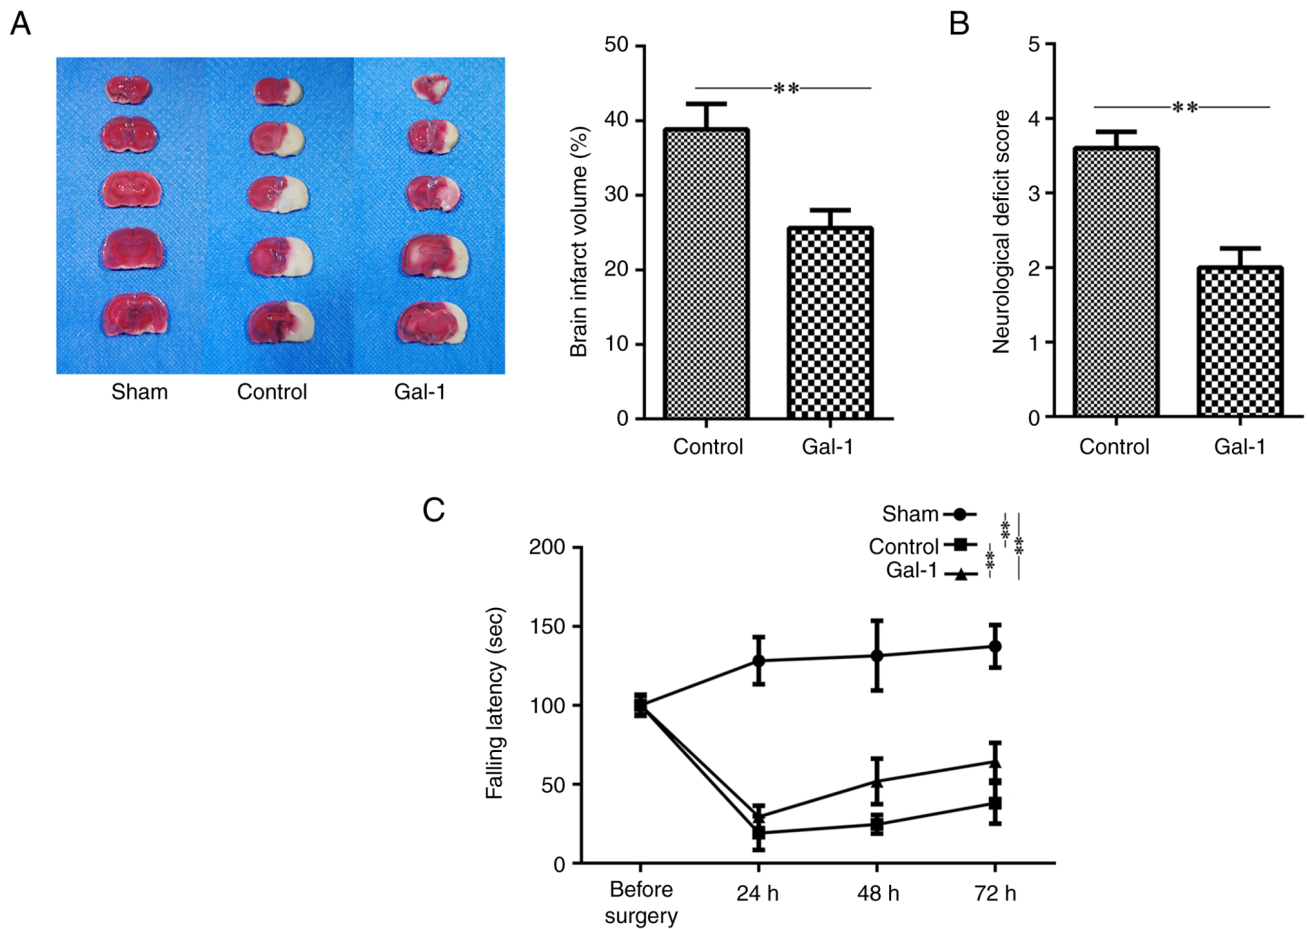 A
Sham
Control
Gal-1
Brain infarct volume (%)
50
40
30
20
10
0
**
Control
Gal-1
B
Neurological deficit score
5
4
3
2
1
0
**
Control
Gal-1
C
Sham
Control
Gal-1
**
**
**
Falling latency (sec)
200
150
100
50
0
Before
surgery
24 h
48 h
72 h